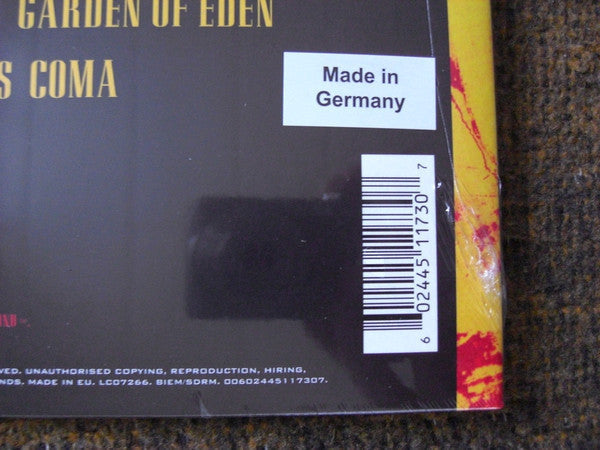 GARDEN OF EDEN
S COMA
Made in
Germany
6 02445 11730 7
VED. UNAUTHORISED COPYING, REPRODUCTION, HIRING,
NDS. MADE IN EU. LC07266. BIEM/SDRM. 00602445117307.